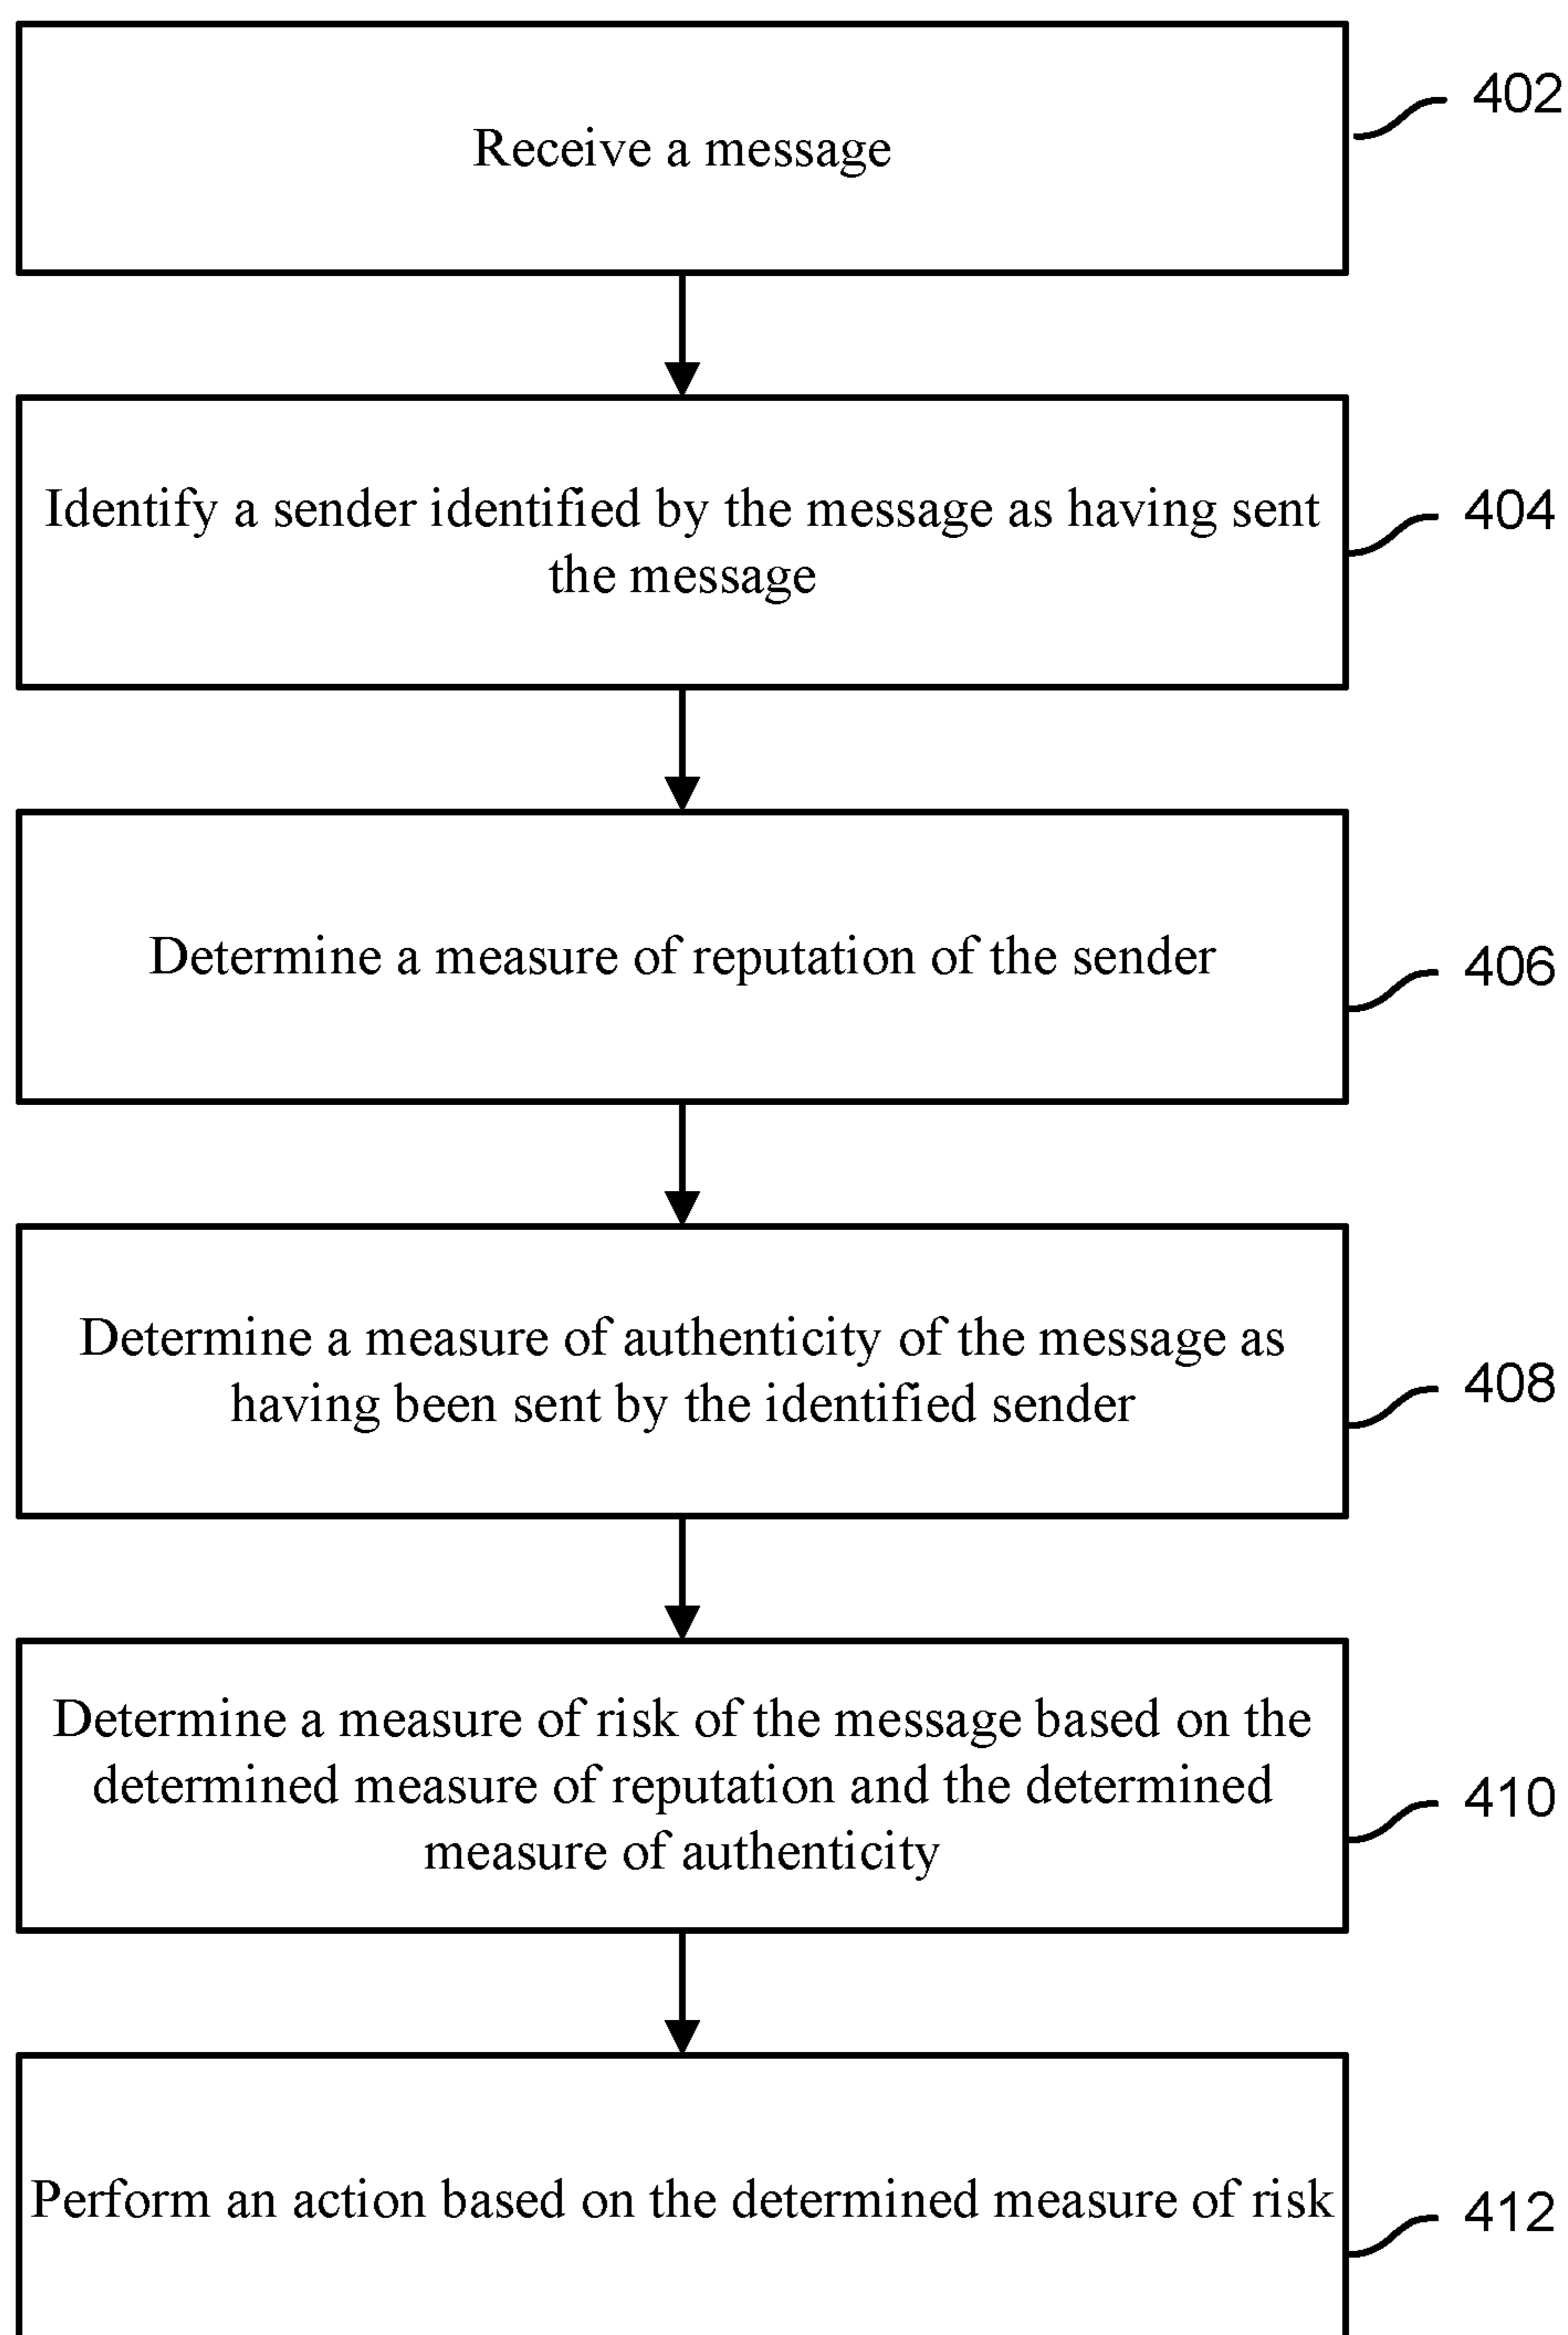 Receive a message
402
Identify a sender identified by the message as having sent
the message
404
Determine a measure of reputation of the sender
406
Determine a measure of authenticity of the message as
having been sent by the identified sender
408
Determine a measure of risk of the message based on the
determined measure of reputation and the determined
measure of authenticity
410
Perform an action based on the determined measure of risk
412